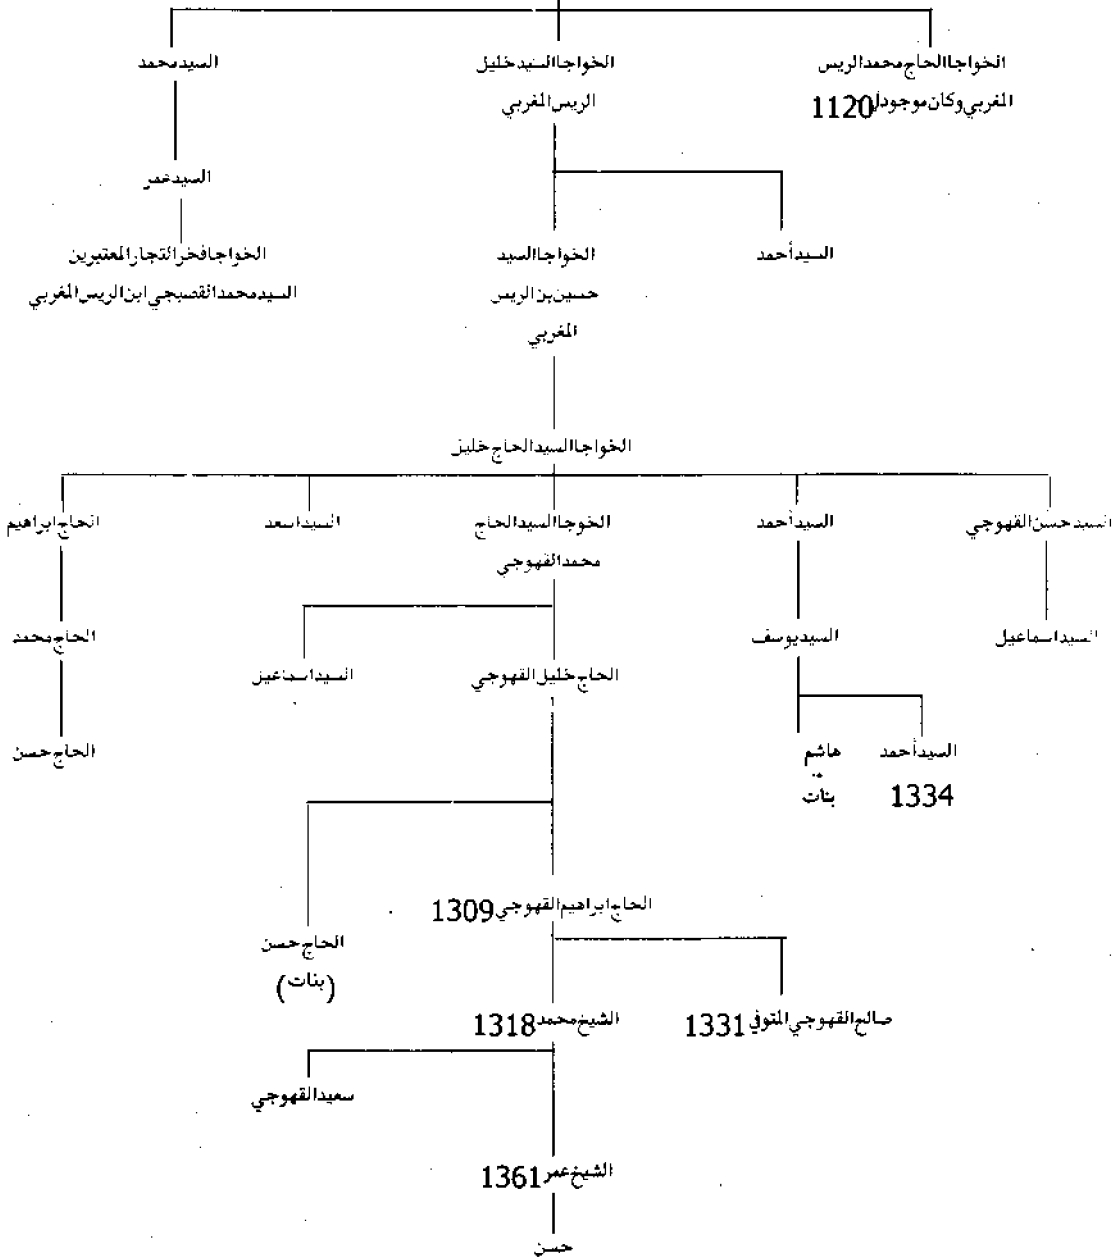 الخواجا الحاج محمد الريس
المغربي وكان موجودا 1120
الخواجا السيد خليل
الريس المغربي
السيد محمد
السيد عمر
السيد أحمد
الخواجا السيد
حسين بن الريس
المغربي
الخواجا فخر التجار المعتبرين
السيد محمد القصبجي ابن الريس المغربي
الخواجا السيد الحاج خليل
السيد حسن القهوجي
السيد أحمد
الخوجا السيد الحاج
محمد القهوجي
السيد اسعد
الحاج ابراهيم
السيد اسماعيل
السيد يوسف
الحاج محمد
الحاج خليل القهوجي
السيد اسماعيل
السيد أحمد
1334
هاشم
بنات
الحاج حسن
الحاج ابراهيم القهوجي 1309
الحاج حسن
(بنات)
صالح القهوجي المتوفي 1331
الشيخ محمد 1318
سعيد القهوجي
الشيخ عمر 1361
حسن